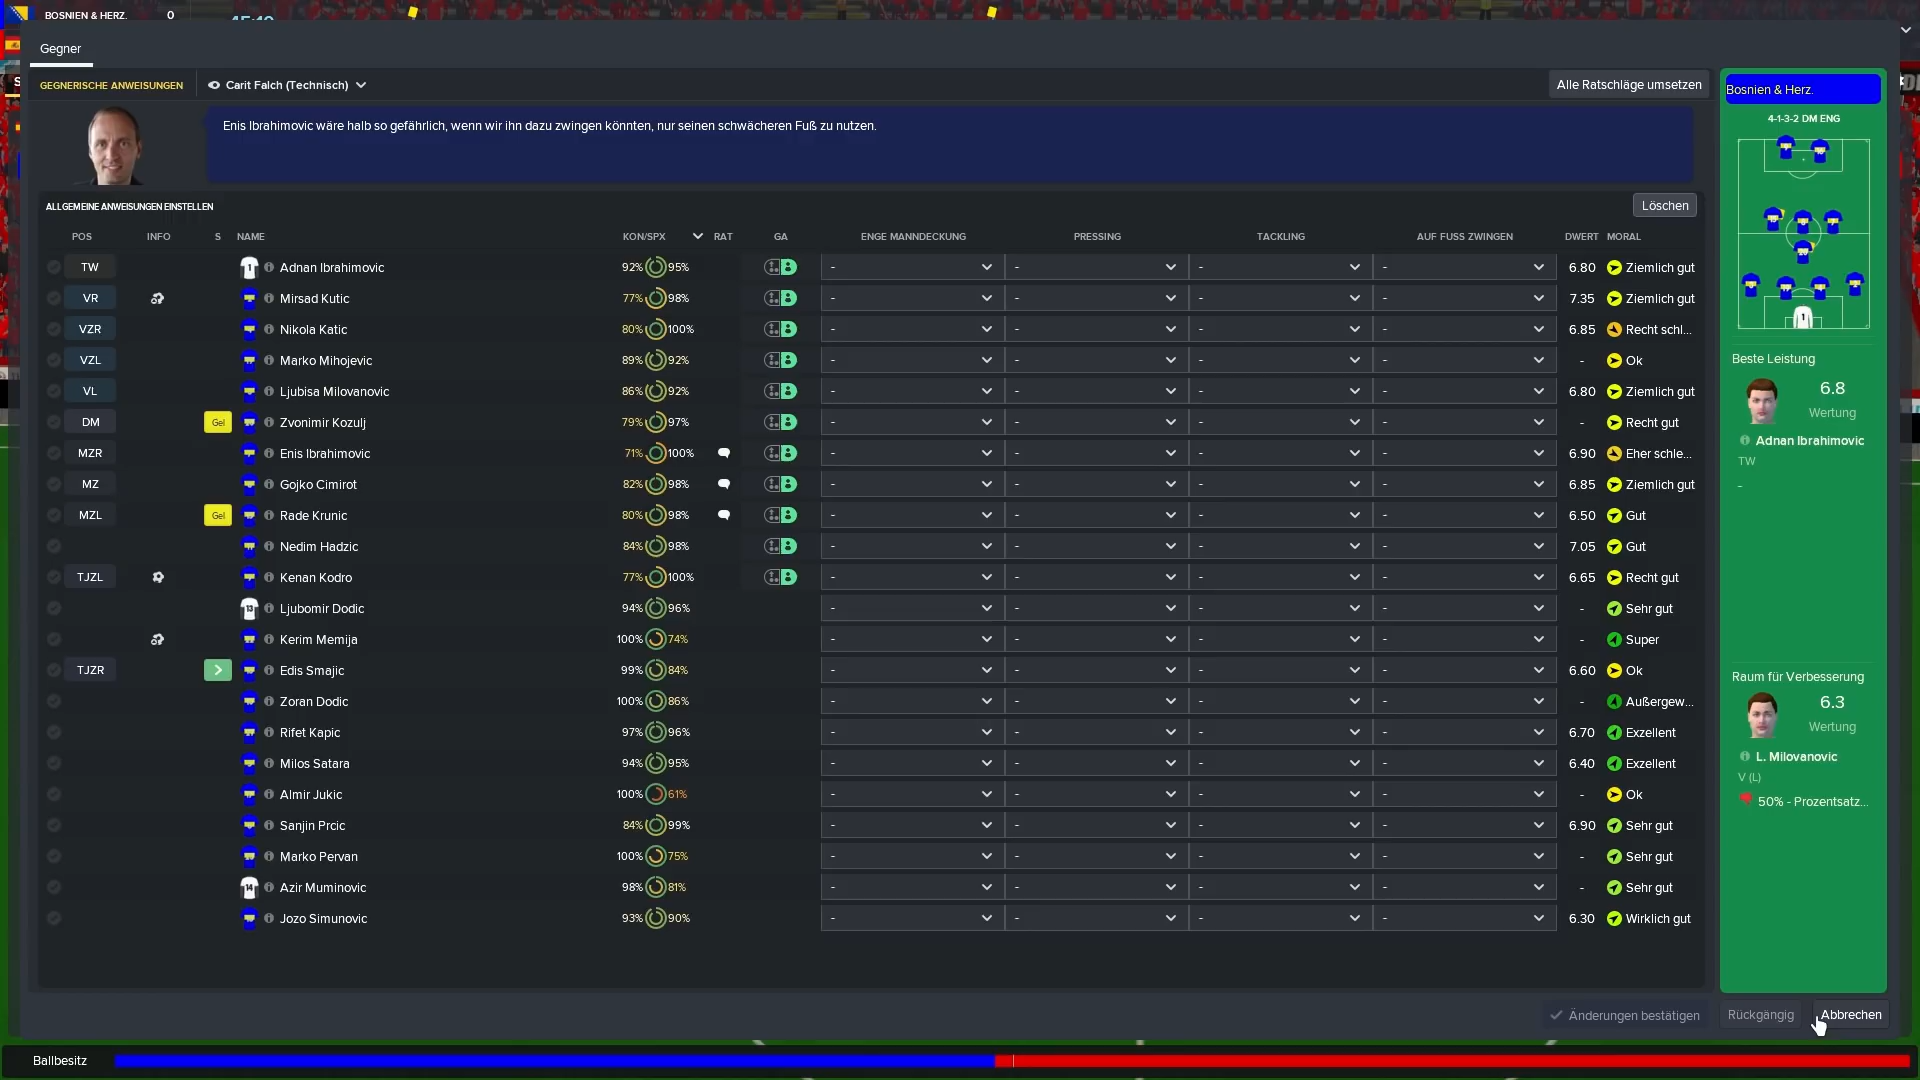 BOSNIEN & HERZ. 0
Gegner
GEGNERISCHE ANWEISUNGEN Carit Falch (Technisch) Alle Ratschläge umsetzen
Enis Ibrahimovic wäre halb so gefährlich, wenn wir ihn dazu zwingen könnten, nur seinen schwächeren Fuß zu nutzen.
ALLGEMEINE ANWEISUNGEN EINSTELLEN Löschen
POS INFO S NAME KON/SPX RAT GA ENGE MANNDECKUNG PRESSING TACKLING AUF FUSS ZWINGEN DWERT MORAL
TW 1 Adnan Ibrahimovic 92% 95% - - - - 6.80 Ziemlich gut
VR Mirsad Kutic 77% 98% - - - - 7.35 Ziemlich gut
VZR Nikola Katic 80% 100% - - - - 6.85 Recht schl...
VZL Marko Mihojevic 89% 92% - - - - - Ok
VL Ljubisa Milovanovic 86% 92% - - - - 6.80 Ziemlich gut
DM Gel Zvonimir Kozulj 79% 97% - - - - - Recht gut
MZR Enis Ibrahimovic 71% 100% - - - - 6.90 Eher schle...
MZ Gojko Cimirot 82% 98% - - - - 6.85 Ziemlich gut
MZL Gel Rade Krunic 80% 98% - - - - 6.50 Gut
Nedim Hadzic 84% 98% - - - - 7.05 Gut
TJZL Kenan Kodro 77% 100% - - - - 6.65 Recht gut
13 Ljubomir Dodic 94% 96% - - - - - Sehr gut
Kerim Memija 100% 74% - - - - - Super
TJZR Edis Smajic 99% 84% - - - - 6.60 Ok
Zoran Dodic 100% 86% - - - - - Außergew...
Rifet Kapic 97% 96% - - - - 6.70 Exzellent
Milos Satara 94% 95% - - - - 6.40 Exzellent
Almir Jukic 100% 61% - - - - - Ok
Sanjin Prcic 84% 99% - - - - 6.90 Sehr gut
Marko Pervan 100% 75% - - - - - Sehr gut
14 Azir Muminovic 98% 81% - - - - - Sehr gut
Jozo Simunovic 93% 90% - - - - 6.30 Wirklich gut
Bosnien & Herz.
4-1-3-2 DM ENG
1
Beste Leistung
6.8
Wertung
Adnan Ibrahimovic
TW
-
Raum für Verbesserung
6.3
Wertung
L. Milovanovic
V (L)
50% - Prozentsatz...
Änderungen bestätigen Rückgängig Abbrechen
Ballbesitz